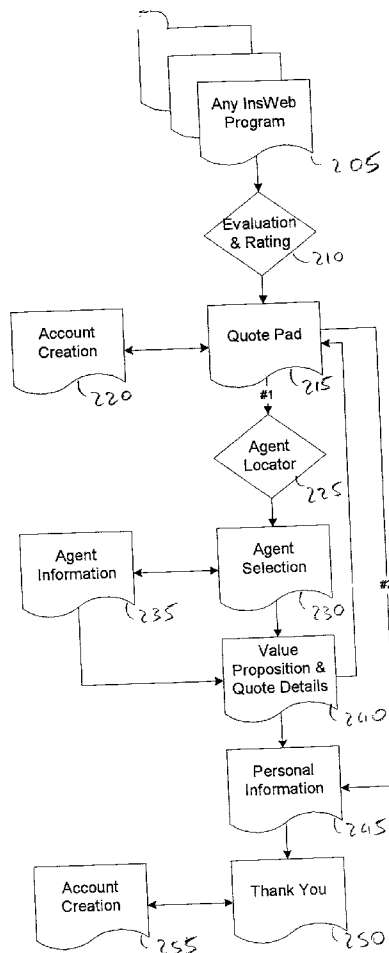 Any InsWeb
Program
205
Evaluation
& Rating
210
Account
Creation
220
Quote Pad
215
#1
Agent
Locator
225
Agent
Information
235
Agent
Selection
230
#2
Value
Proposition &
Quote Details
240
Personal
Information
245
Account
Creation
255
Thank You
250